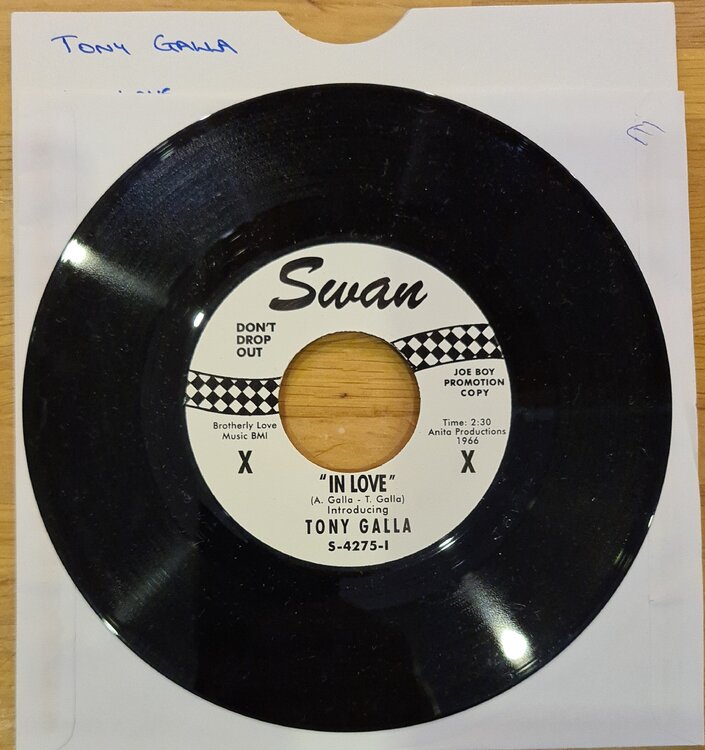 TONY GALLA
Swan
DON'T
DROP
OUT
JOE BOY
PROMOTION
COPY
Brotherly Love
Music BMI
Time: 2:30
Anita Productions
1966
X
X
"IN LOVE"
(A. Galla - T. Galla)
Introducing
TONY GALLA
S-4275-I